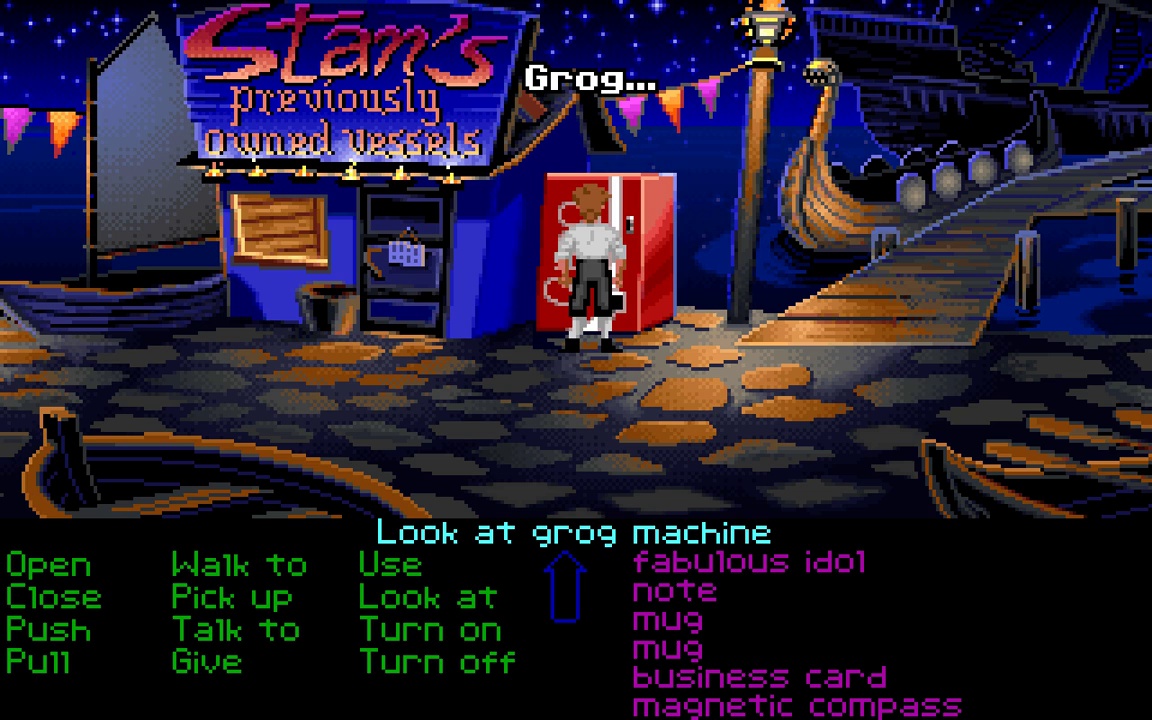 Stan's
previously
owned vessels
Grog...
Look at grog machine
Open Walk to Use
Close Pick up Look at
Push Talk to Turn on
Pull Give Turn off
fabulous idol
note
mug
mug
business card
magnetic compass